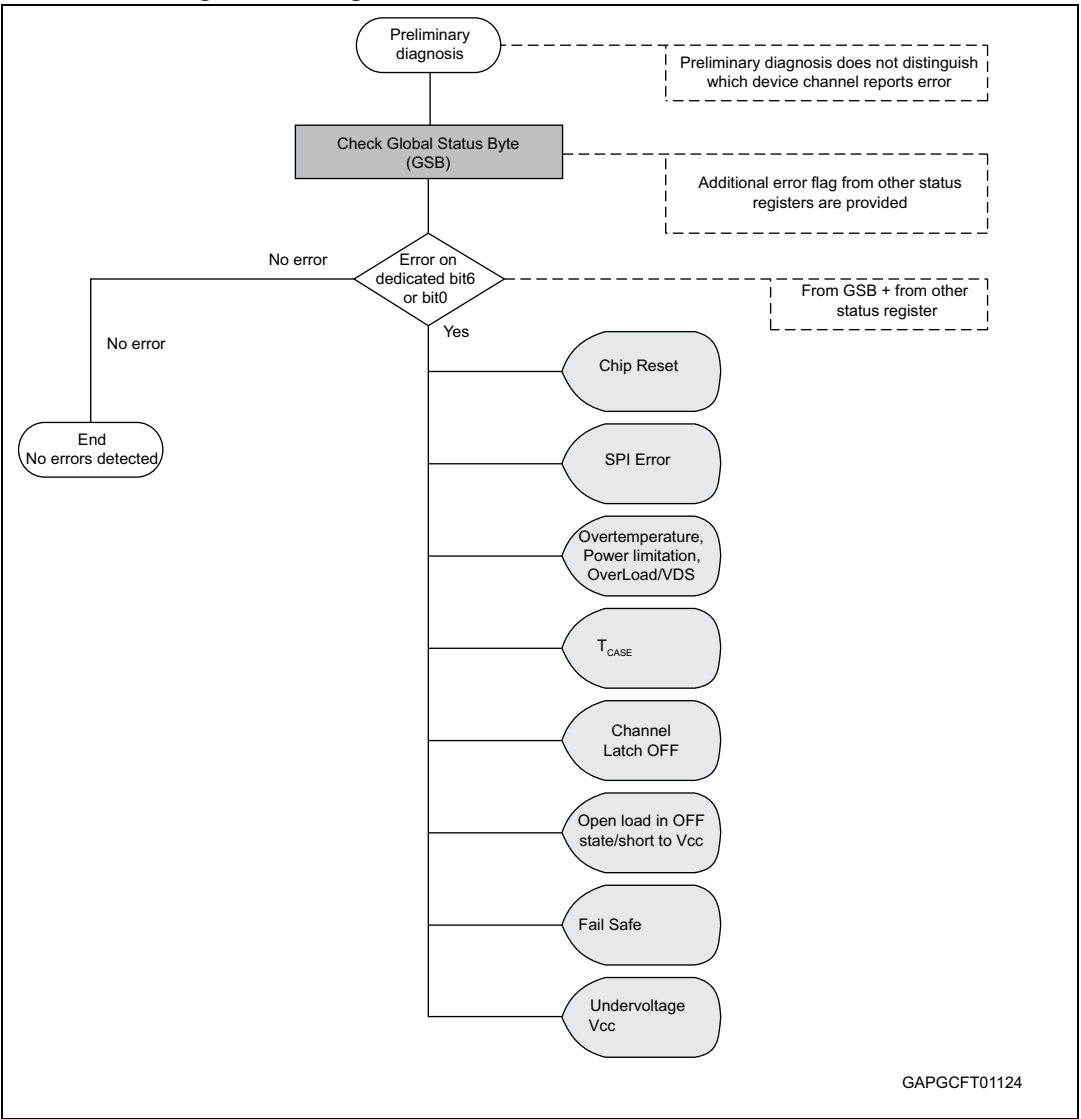 Preliminary
diagnosis
Preliminary diagnosis does not distinguish
which device channel reports error
Check Global Status Byte
(GSB)
Additional error flag from other status
registers are provided
No error
Error on
dedicated bit6
or bit0
From GSB + from other
status register
Yes
No error
Chip Reset
End
No errors detected
SPI Error
Overtemperature,
Power limitation,
OverLoad/VDS
TCASE
Channel
Latch OFF
Open load in OFF
state/short to Vcc
Fail Safe
Undervoltage
Vcc
GAPGCFT01124